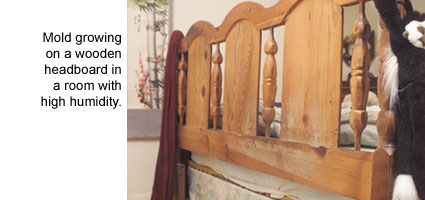 Mold growing
on a wooden
headboard in
a room with
high humidity.